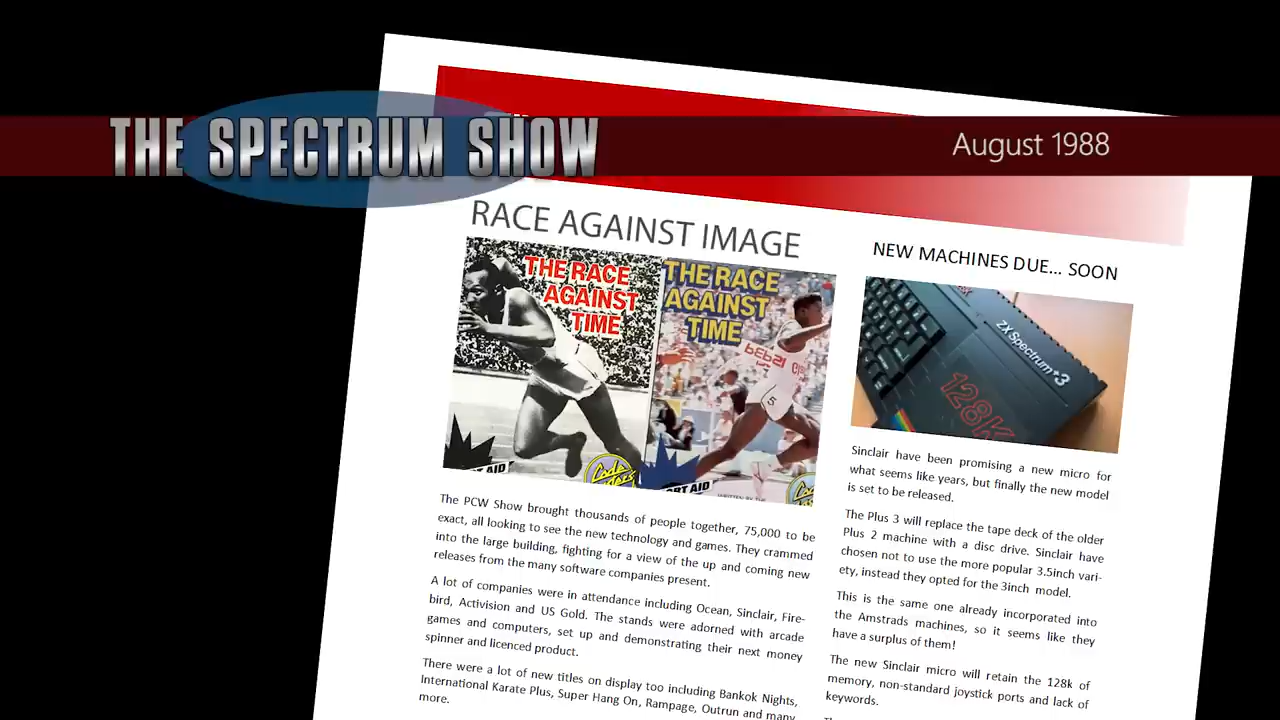 THE SPECTRUM SHOW
August 1988
RACE AGAINST IMAGE
THE RACE
AGAINST
TIME
THE RACE
AGAINST
TIME
5
ORT AID
Code
ORT AID
WRITTEN BY THE
The PCW Show brought thousands of people together, 75,000 to be
exact, all looking to see the new technology and games. They crammed
into the large building, fighting for a view of the up and coming new
releases from the many software companies present.
A lot of companies were in attendance including Ocean, Sinclair, Fire-
bird, Activision and US Gold. The stands were adorned with arcade
games and computers, set up and demonstrating their next money
spinner and licenced product.
There were a lot of new titles on display too including Bankok Nights,
International Karate Plus, Super Hang On, Rampage, Outrun and many
more.
NEW MACHINES DUE... SOON
ZX Spectrum +3
128K
Sinclair have been promising a new micro for
what seems like years, but finally the new model
is set to be released.
The Plus 3 will replace the tape deck of the older
Plus 2 machine with a disc drive. Sinclair have
chosen not to use the more popular 3.5inch vari-
ety, instead they opted for the 3inch model.
This is the same one already incorporated into
the Amstrads machines, so it seems like they
have a surplus of them!
The new Sinclair micro will retain the 128k of
memory, non-standard joystick ports and lack of
keywords.